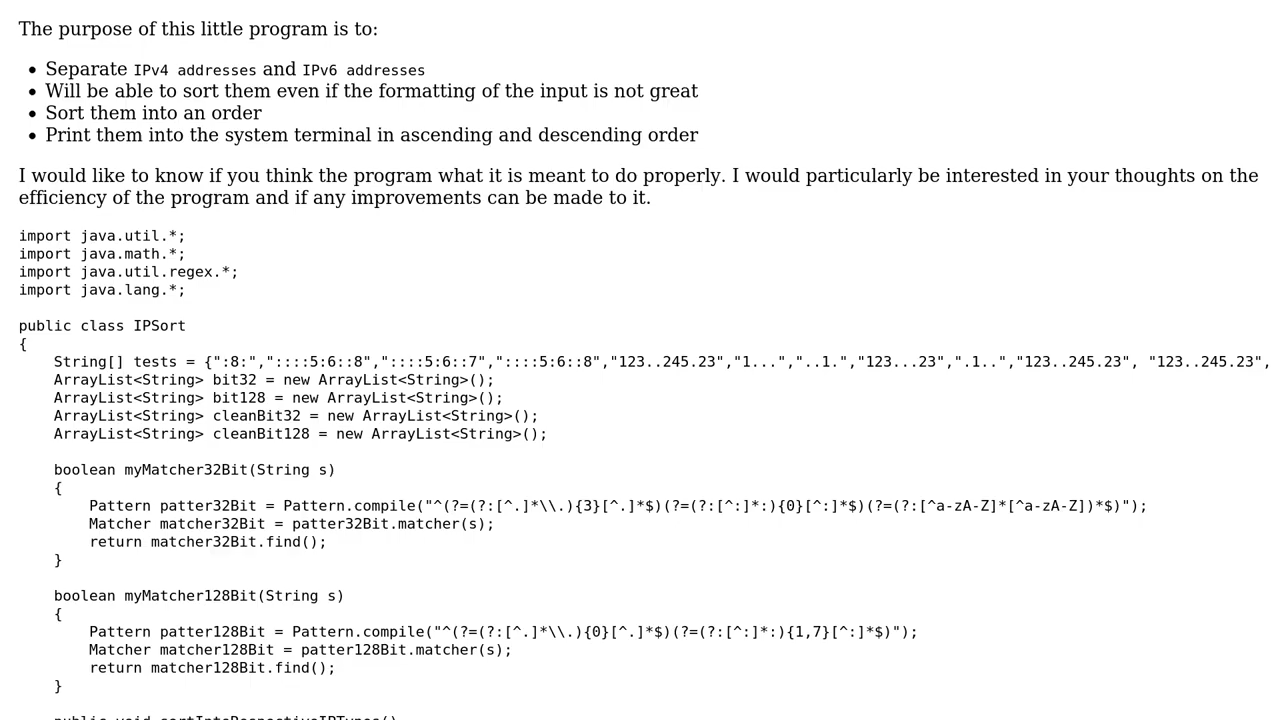 The purpose of this little program is to:
• Separate IPv4 addresses and IPv6 addresses
• Will be able to sort them even if the formatting of the input is not great
• Sort them into an order
• Print them into the system terminal in ascending and descending order
I would like to know if you think the program what it is meant to do properly. I would particularly be interested in your thoughts on the
efficiency of the program and if any improvements can be made to it.
import java.util.*;
import java.math.*;
import java.util.regex.*;
import java.lang.*;
public class IPSort
{
    String[] tests = {":8:","::::5:6::8","::::5:6::7","::::5:6::8","123..245.23","1...","..1.","123...23",".1..","123..245.23", "123..245.23",
    ArrayList<String> bit32 = new ArrayList<String>();
    ArrayList<String> bit128 = new ArrayList<String>();
    ArrayList<String> cleanBit32 = new ArrayList<String>();
    ArrayList<String> cleanBit128 = new ArrayList<String>();
    boolean myMatcher32Bit(String s)
    {
        Pattern patter32Bit = Pattern.compile("^(?=(?:[^.]*\\.){3}[^.]*$)(?=(?:[^:]*:){0}[^:]*$)(?=(?:[^a-zA-Z]*[^a-zA-Z])*$)");
        Matcher matcher32Bit = patter32Bit.matcher(s);
        return matcher32Bit.find();
    }
    boolean myMatcher128Bit(String s)
    {
        Pattern patter128Bit = Pattern.compile("^(?=(?:[^.]*\\.){0}[^.]*$)(?=(?:[^:]*:){1,7}[^:]*$)");
        Matcher matcher128Bit = patter128Bit.matcher(s);
        return matcher128Bit.find();
    }
    public void sortIntoRespectiveIPTypes()